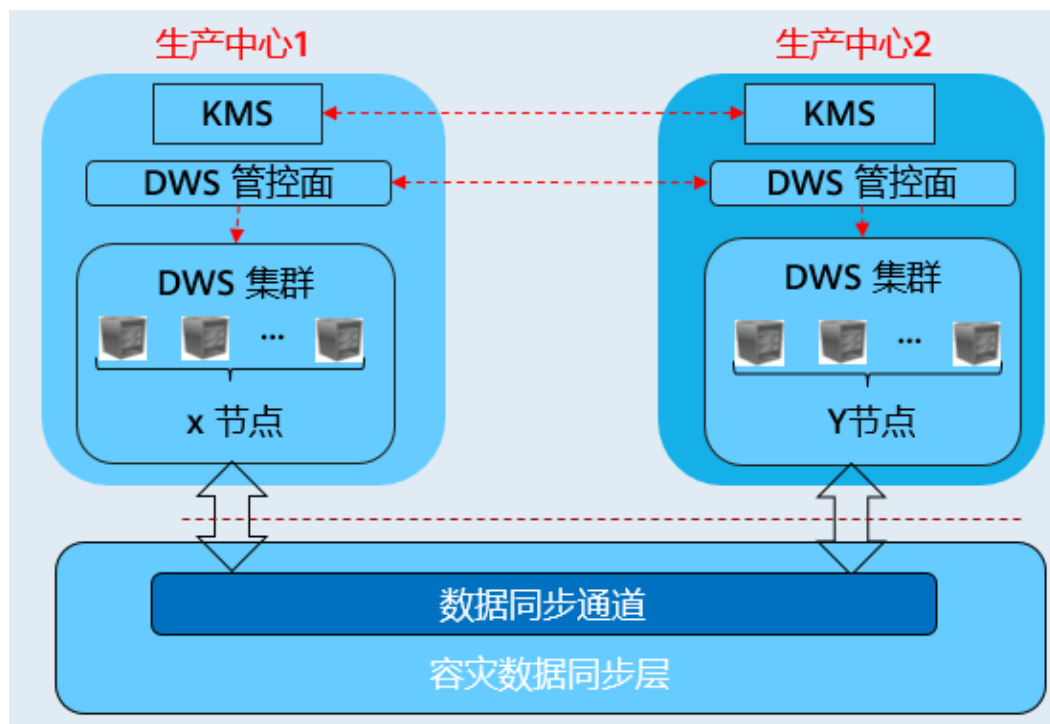 生产中心1
生产中心2
KMS
KMS
DWS 管控面
DWS 管控面
DWS 集群
DWS 集群
...
...
x 节点
Y节点
数据同步通道
容灾数据同步层